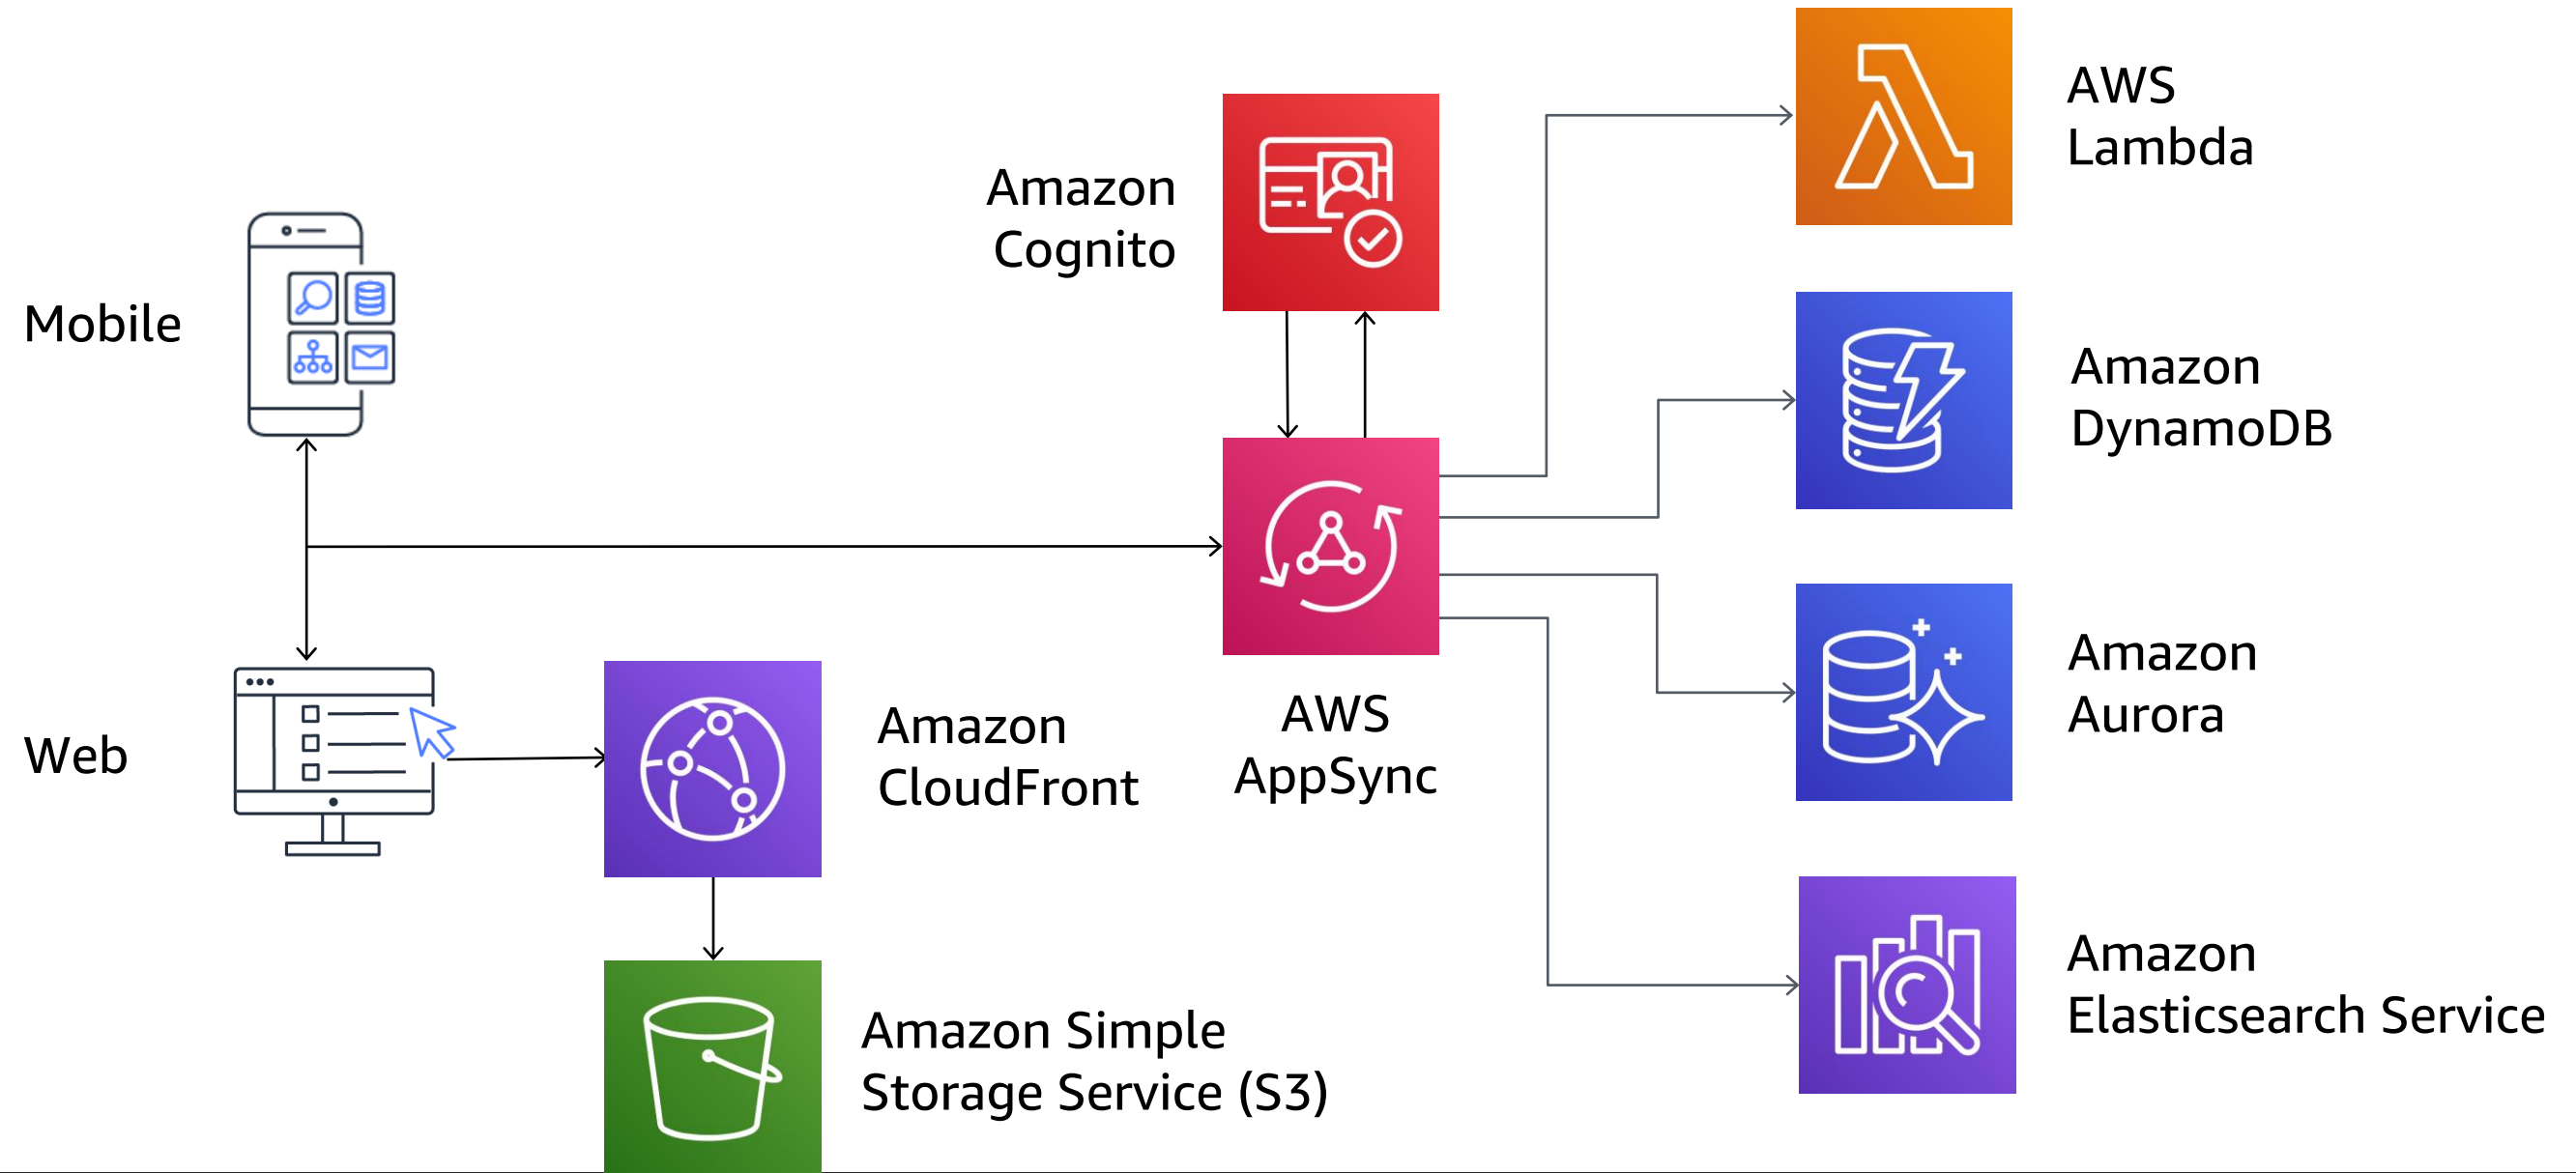 AWS
Lambda
Amazon
Cognito
Mobile
Amazon
DynamoDB
Amazon
Aurora
Web
Amazon
CloudFront
AWS
AppSync
Amazon
Elasticsearch Service
Amazon Simple
Storage Service (S3)